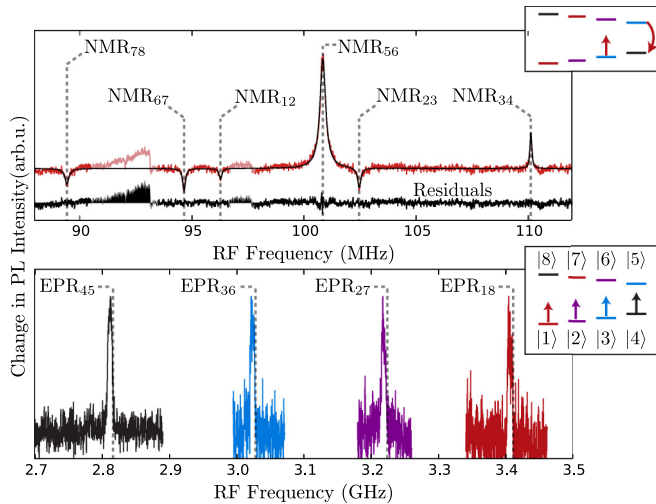 NMR₇₈
NMR₅₆
NMR₆₇
NMR₁₂
NMR₂₃
NMR₃₄
Residuals
90 95 100 105 110
RF Frequency (MHz)
Change in PL Intensity(arb.u.)
|8⟩ |7⟩ |6⟩ |5⟩
|1⟩ |2⟩ |3⟩ |4⟩
EPR₄₅ EPR₃₆ EPR₂₇ EPR₁₈
2.7 2.8 2.9 3.0 3.1 3.2 3.3 3.4 3.5
RF Frequency (GHz)